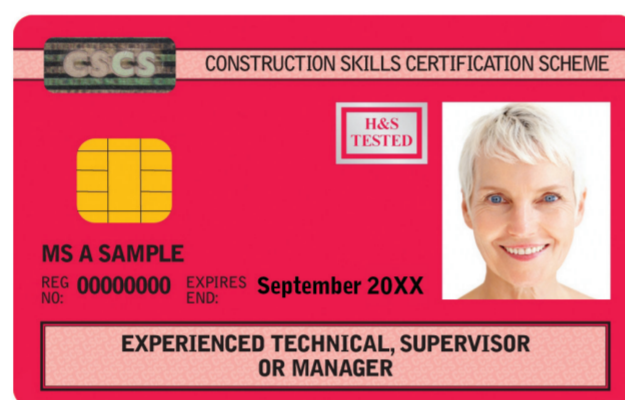 CSCS
CONSTRUCTION SKILLS CERTIFICATION SCHEME
H&S
TESTED
MS A SAMPLE
REG NO: 00000000 EXPIRES END: September 20XX
EXPERIENCED TECHNICAL, SUPERVISOR
OR MANAGER